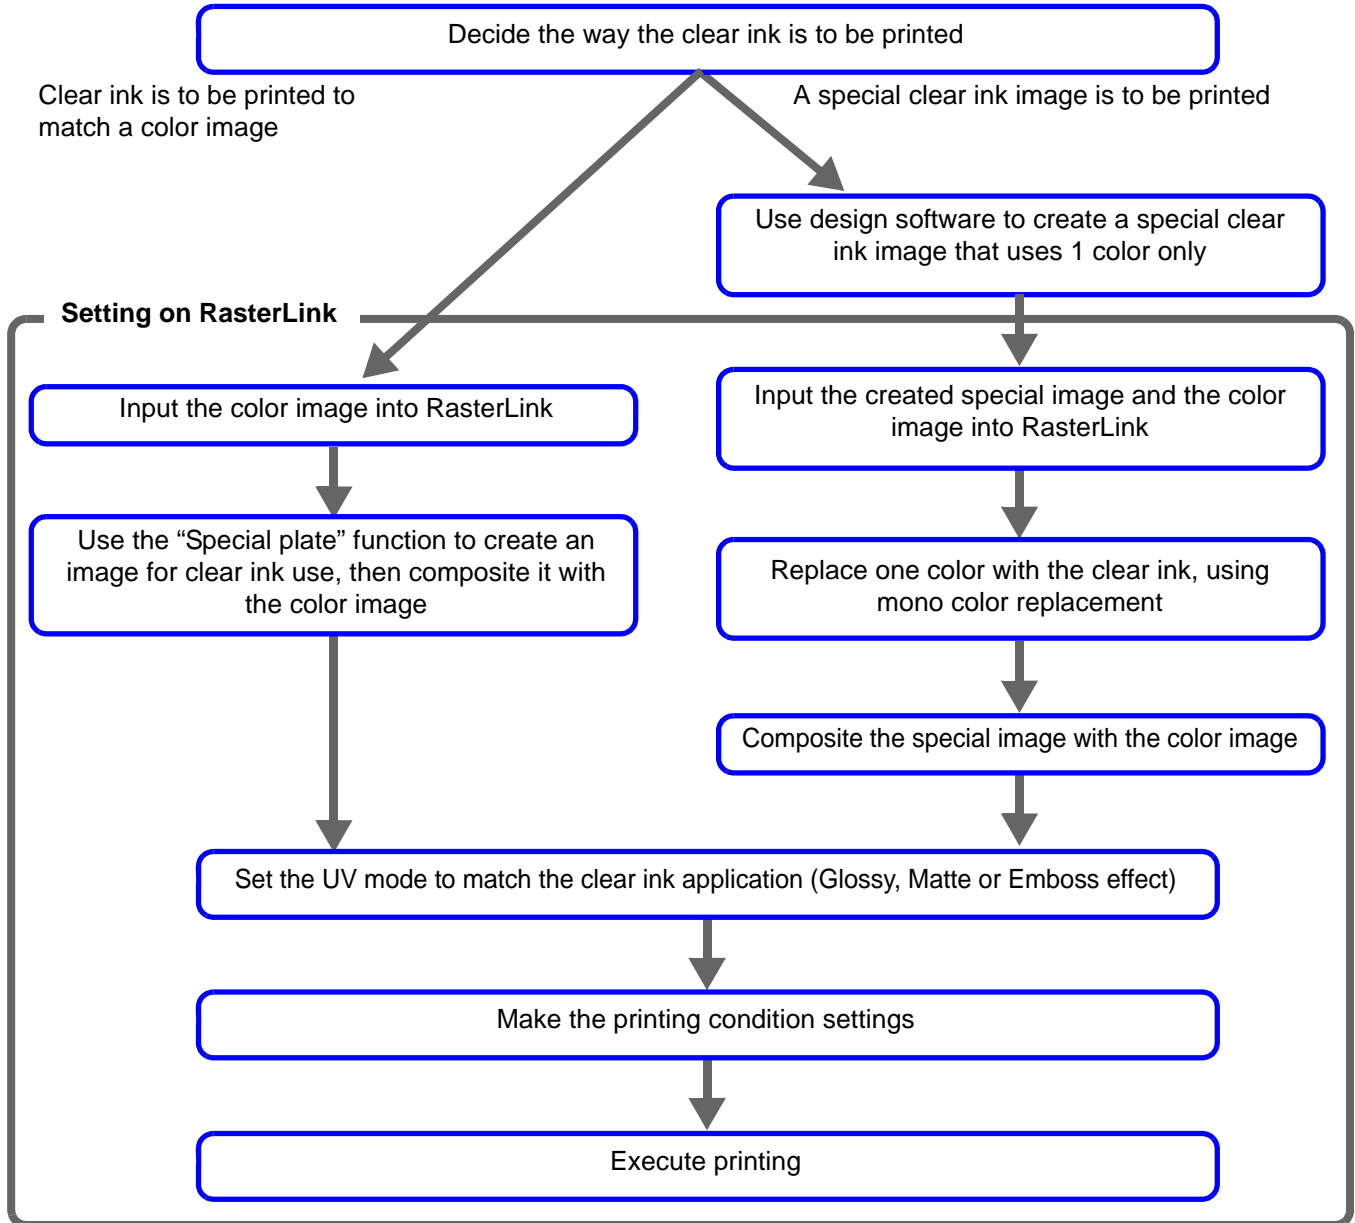 Decide the way the clear ink is to be printed
Clear ink is to be printed to
match a color image
A special clear ink image is to be printed
Use design software to create a special clear
ink image that uses 1 color only
Setting on RasterLink
Input the color image into RasterLink
Use the “Special plate” function to create an
image for clear ink use, then composite it with
the color image
Input the created special image and the color
image into RasterLink
Replace one color with the clear ink, using
mono color replacement
Composite the special image with the color image
Set the UV mode to match the clear ink application (Glossy, Matte or Emboss effect)
Make the printing condition settings
Execute printing